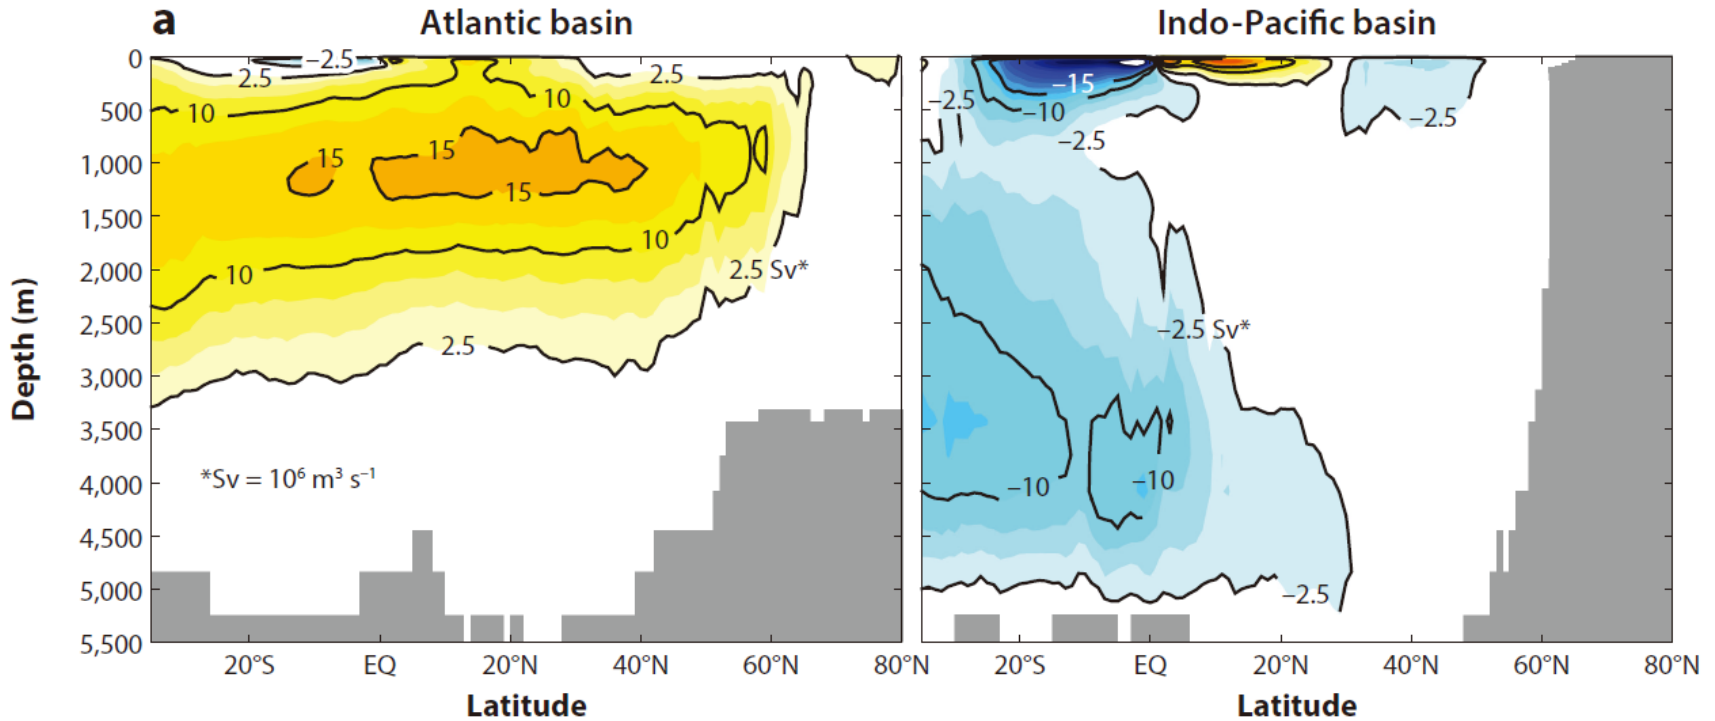 a
Atlantic basin
Indo-Pacific basin
Depth (m)
0
500
1,000
1,500
2,000
2,500
3,000
3,500
4,000
4,500
5,000
5,500
2.5
–2.5
2.5
10
10
15
15
15
10
10
2.5 Sv*
2.5
*Sv = 10⁶ m³ s⁻¹
20°S
EQ
20°N
40°N
60°N
80°N
Latitude
–15
–2.5
–10
–2.5
–2.5
–2.5 Sv*
–10
–10
–2.5
20°S
EQ
20°N
40°N
60°N
80°N
Latitude